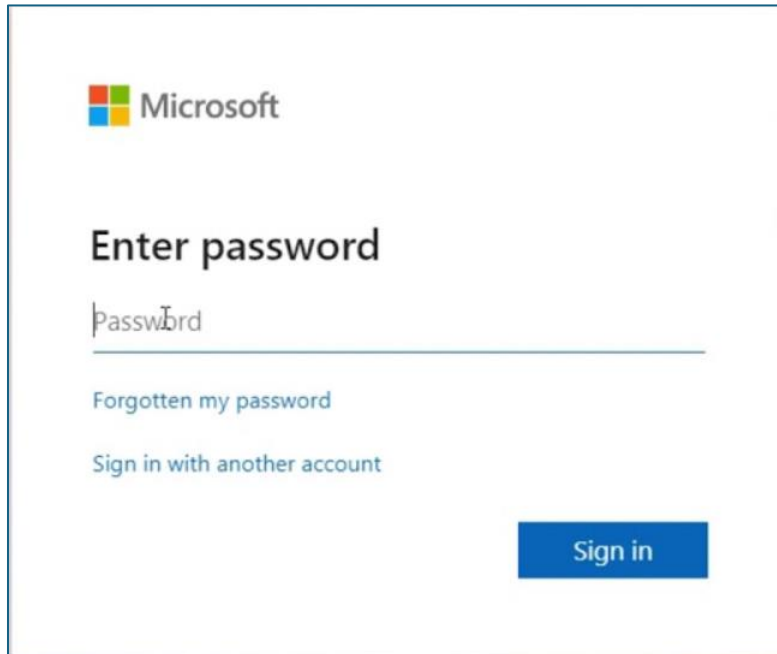 Microsoft
Enter password
Password
Forgotten my password
Sign in with another account
Sign in